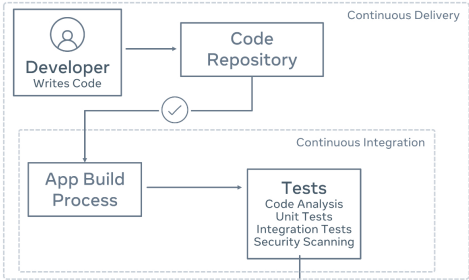 Continuous Delivery
Developer
Writes Code
Code
Repository
Continuous Integration
App Build
Process
Tests
Code Analysis
Unit Tests
Integration Tests
Security Scanning